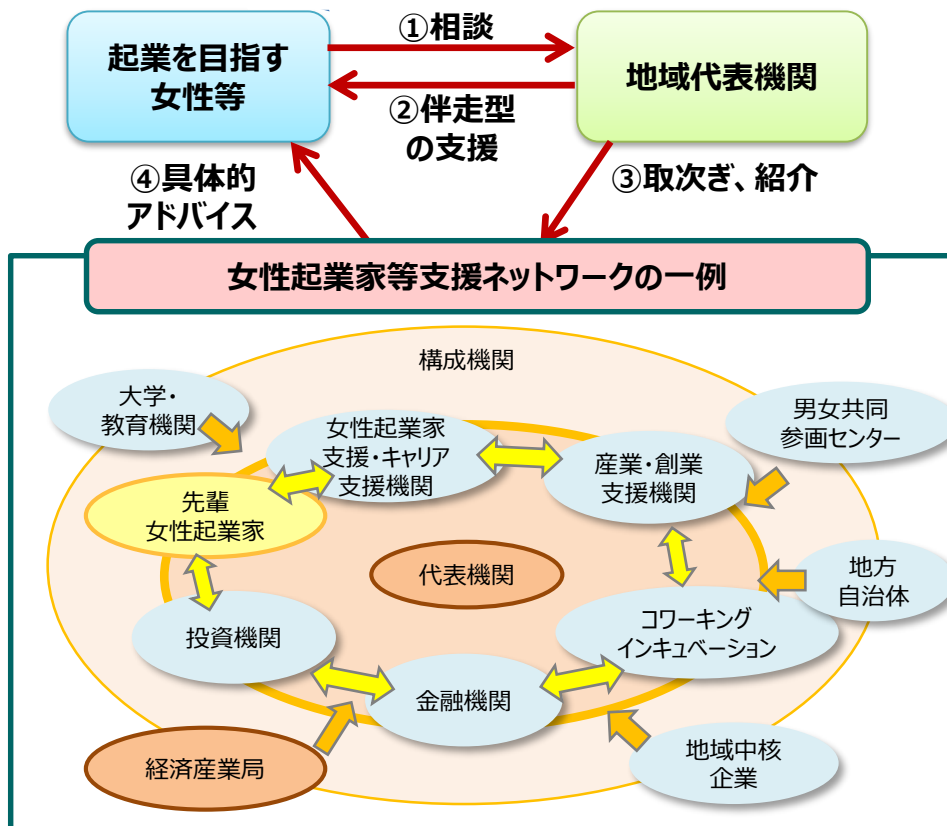 起業を目指す
女性等
①相談
地域代表機関
②伴走型
の支援
④具体的
アドバイス
③取次ぎ、紹介
女性起業家等支援ネットワークの一例
構成機関
大学・
教育機関
女性起業家
支援・キャリア
支援機関
産業・創業
支援機関
男女共同
参画センター
先輩
女性起業家
代表機関
地方
自治体
投資機関
コワーキング
インキュベーション
金融機関
経済産業局
地域中核
企業